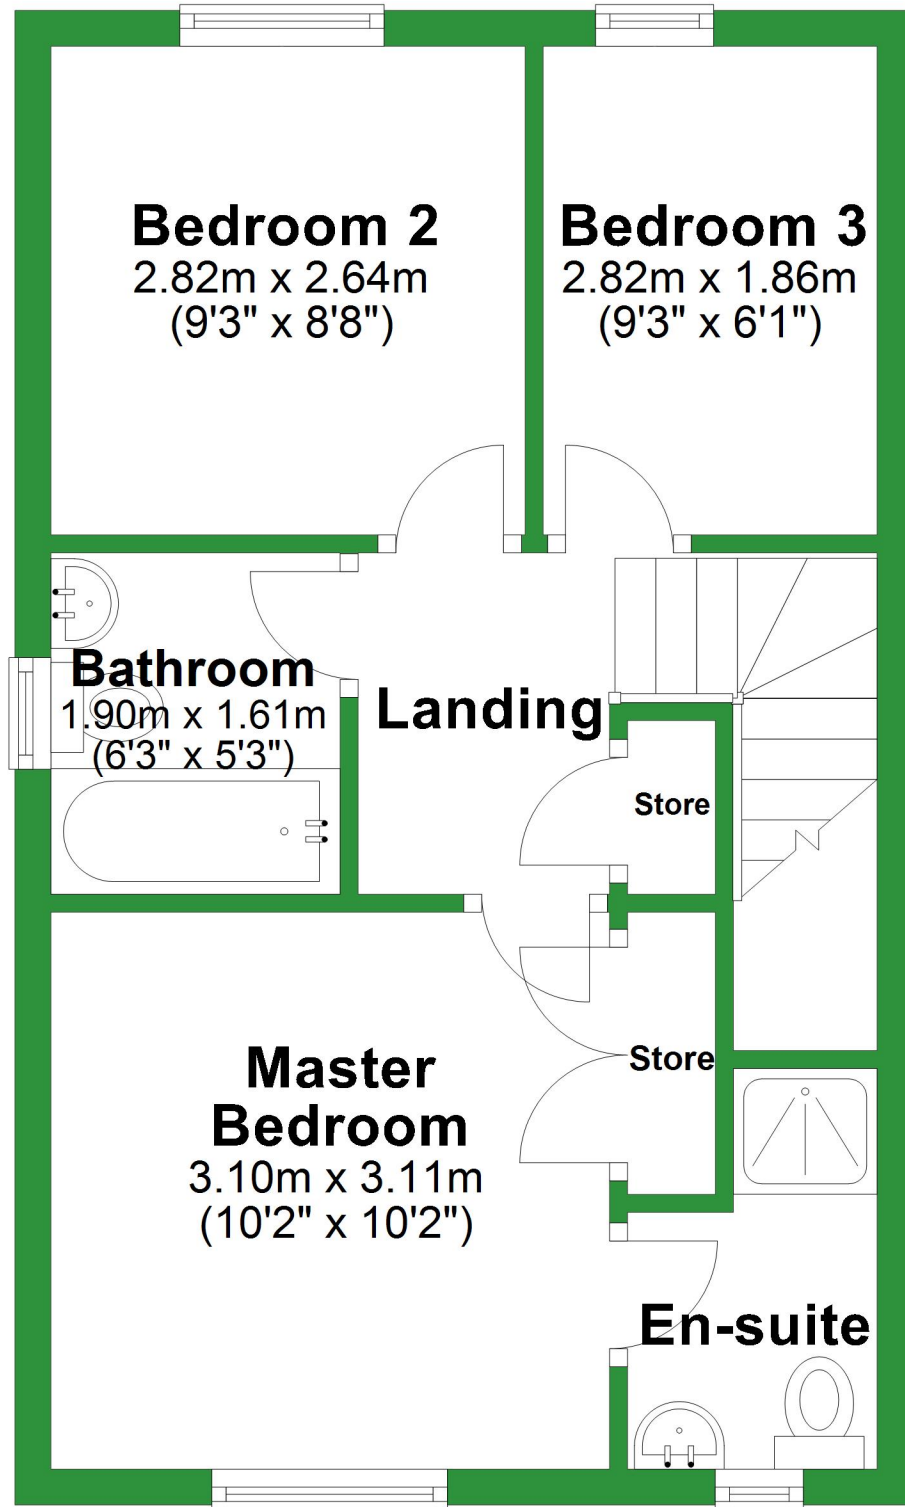 Bedroom 2
2.82m x 2.64m
(9'3" x 8'8")
Bedroom 3
2.82m x 1.86m
(9'3" x 6'1")
Bathroom
1.90m x 1.61m
(6'3" x 5'3")
Landing
Store
Master
Bedroom
3.10m x 3.11m
(10'2" x 10'2")
Store
En-suite